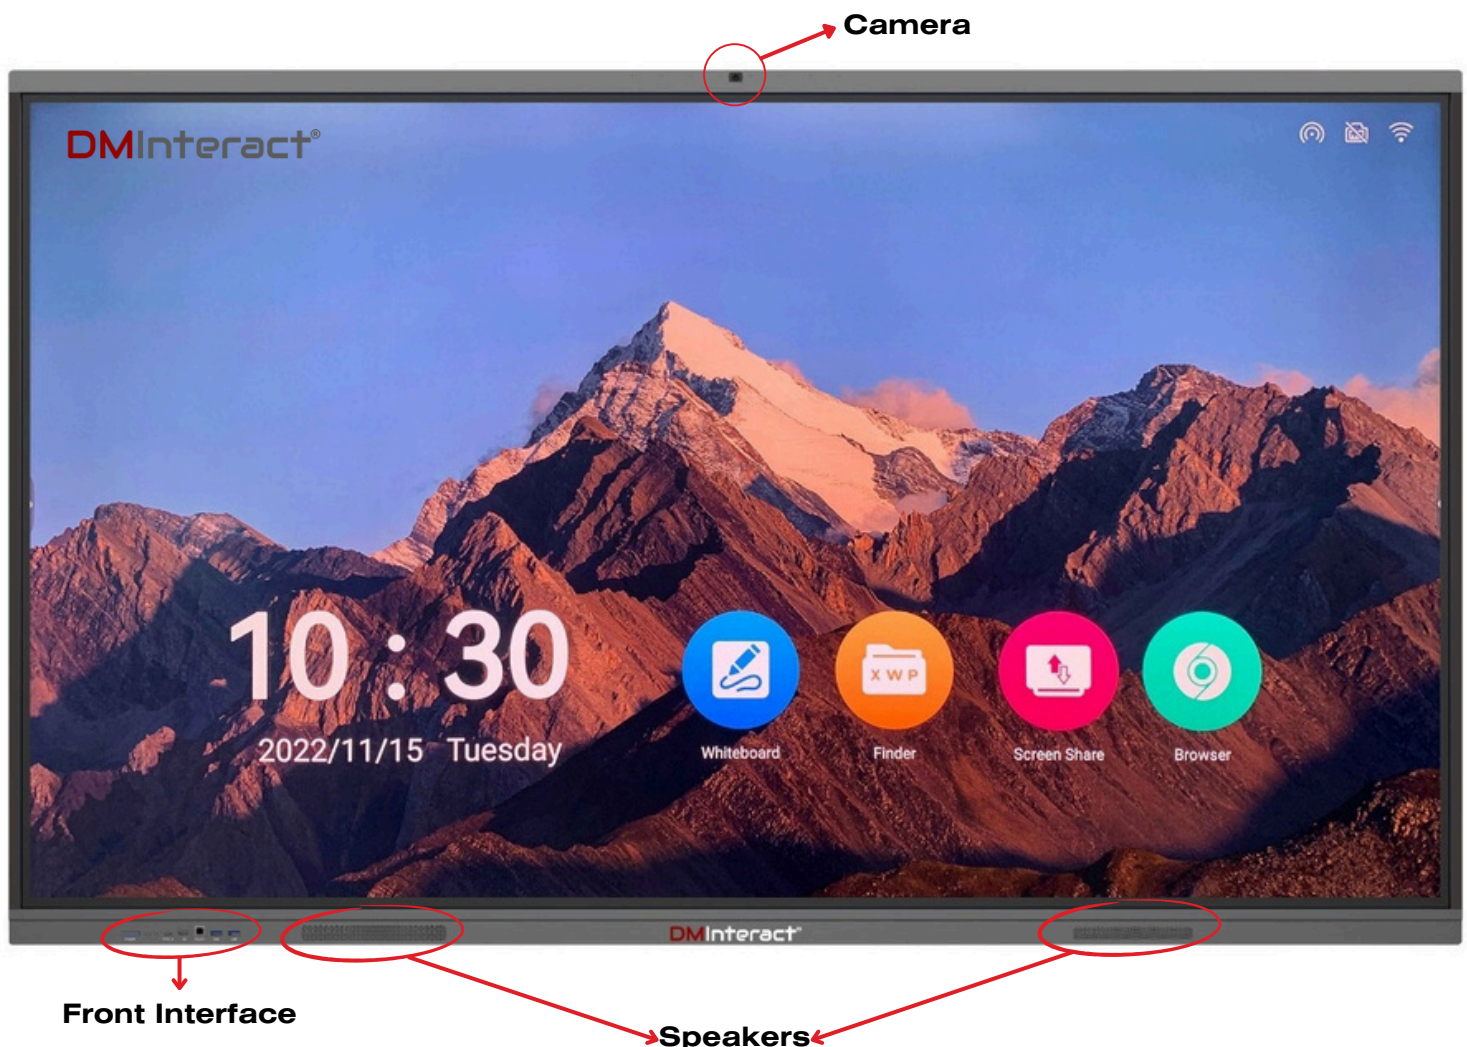 Camera
DMInteract®
10 : 30
2022/11/15 Tuesday
X W P
Whiteboard
Finder
Screen Share
Browser
DMInteract®
Front Interface
Speakers